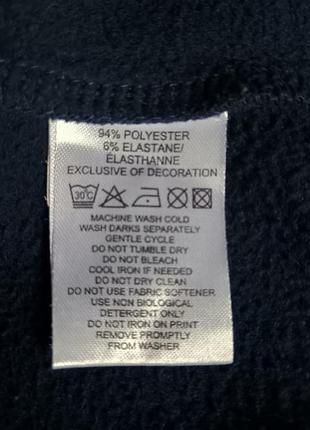 94% POLYESTER
6% ELASTANE/
ÉLASTHANNE
EXCLUSIVE OF DECORATION
30°C
MACHINE WASH COLD
WASH DARKS SEPARATELY
GENTLE CYCLE
DO NOT TUMBLE DRY
DO NOT BLEACH
COOL IRON IF NEEDED
DO NOT DRY CLEAN
DO NOT USE FABRIC SOFTENER
USE NON BIOLOGICAL
DETERGENT ONLY
DO NOT IRON ON PRINT
REMOVE PROMPTLY
FROM WASHER